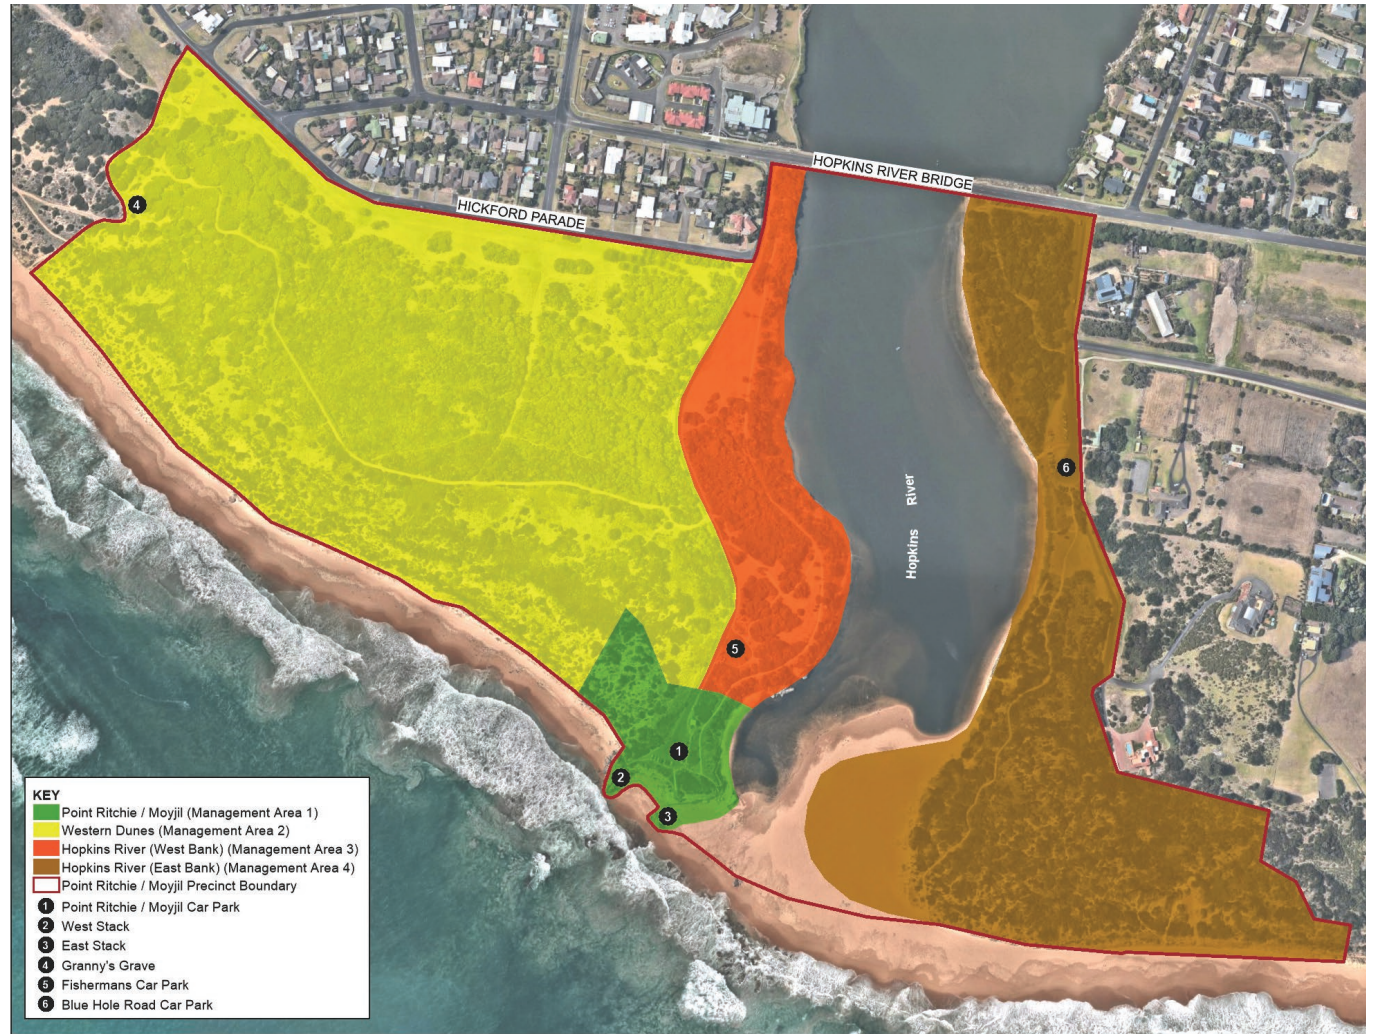 HOPKINS RIVER BRIDGE
HICKFORD PARADE
4
6
Hopkins River
5
1
2
3
KEY
Point Ritchie / Moyjil (Management Area 1)
Western Dunes (Management Area 2)
Hopkins River (West Bank) (Management Area 3)
Hopkins River (East Bank) (Management Area 4)
Point Ritchie / Moyjil Precinct Boundary
1 Point Ritchie / Moyjil Car Park
2 West Stack
3 East Stack
4 Granny's Grave
5 Fishermans Car Park
6 Blue Hole Road Car Park